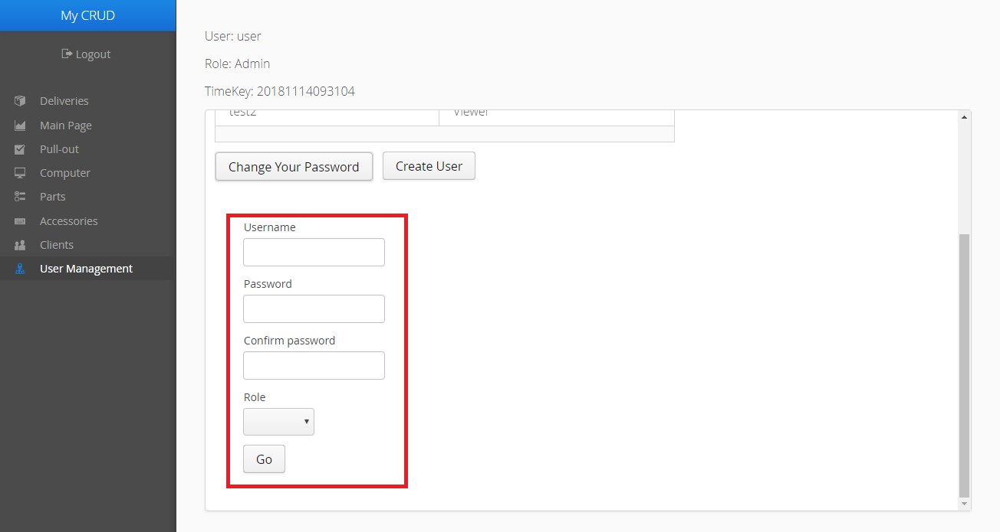 My CRUD
Logout
Deliveries
Main Page
Pull-out
Computer
Parts
Accessories
Clients
User Management
User: user
Role: Admin
TimeKey: 20181114093104
test2 Viewer
Change Your Password Create User
Username
Password
Confirm password
Role
Go